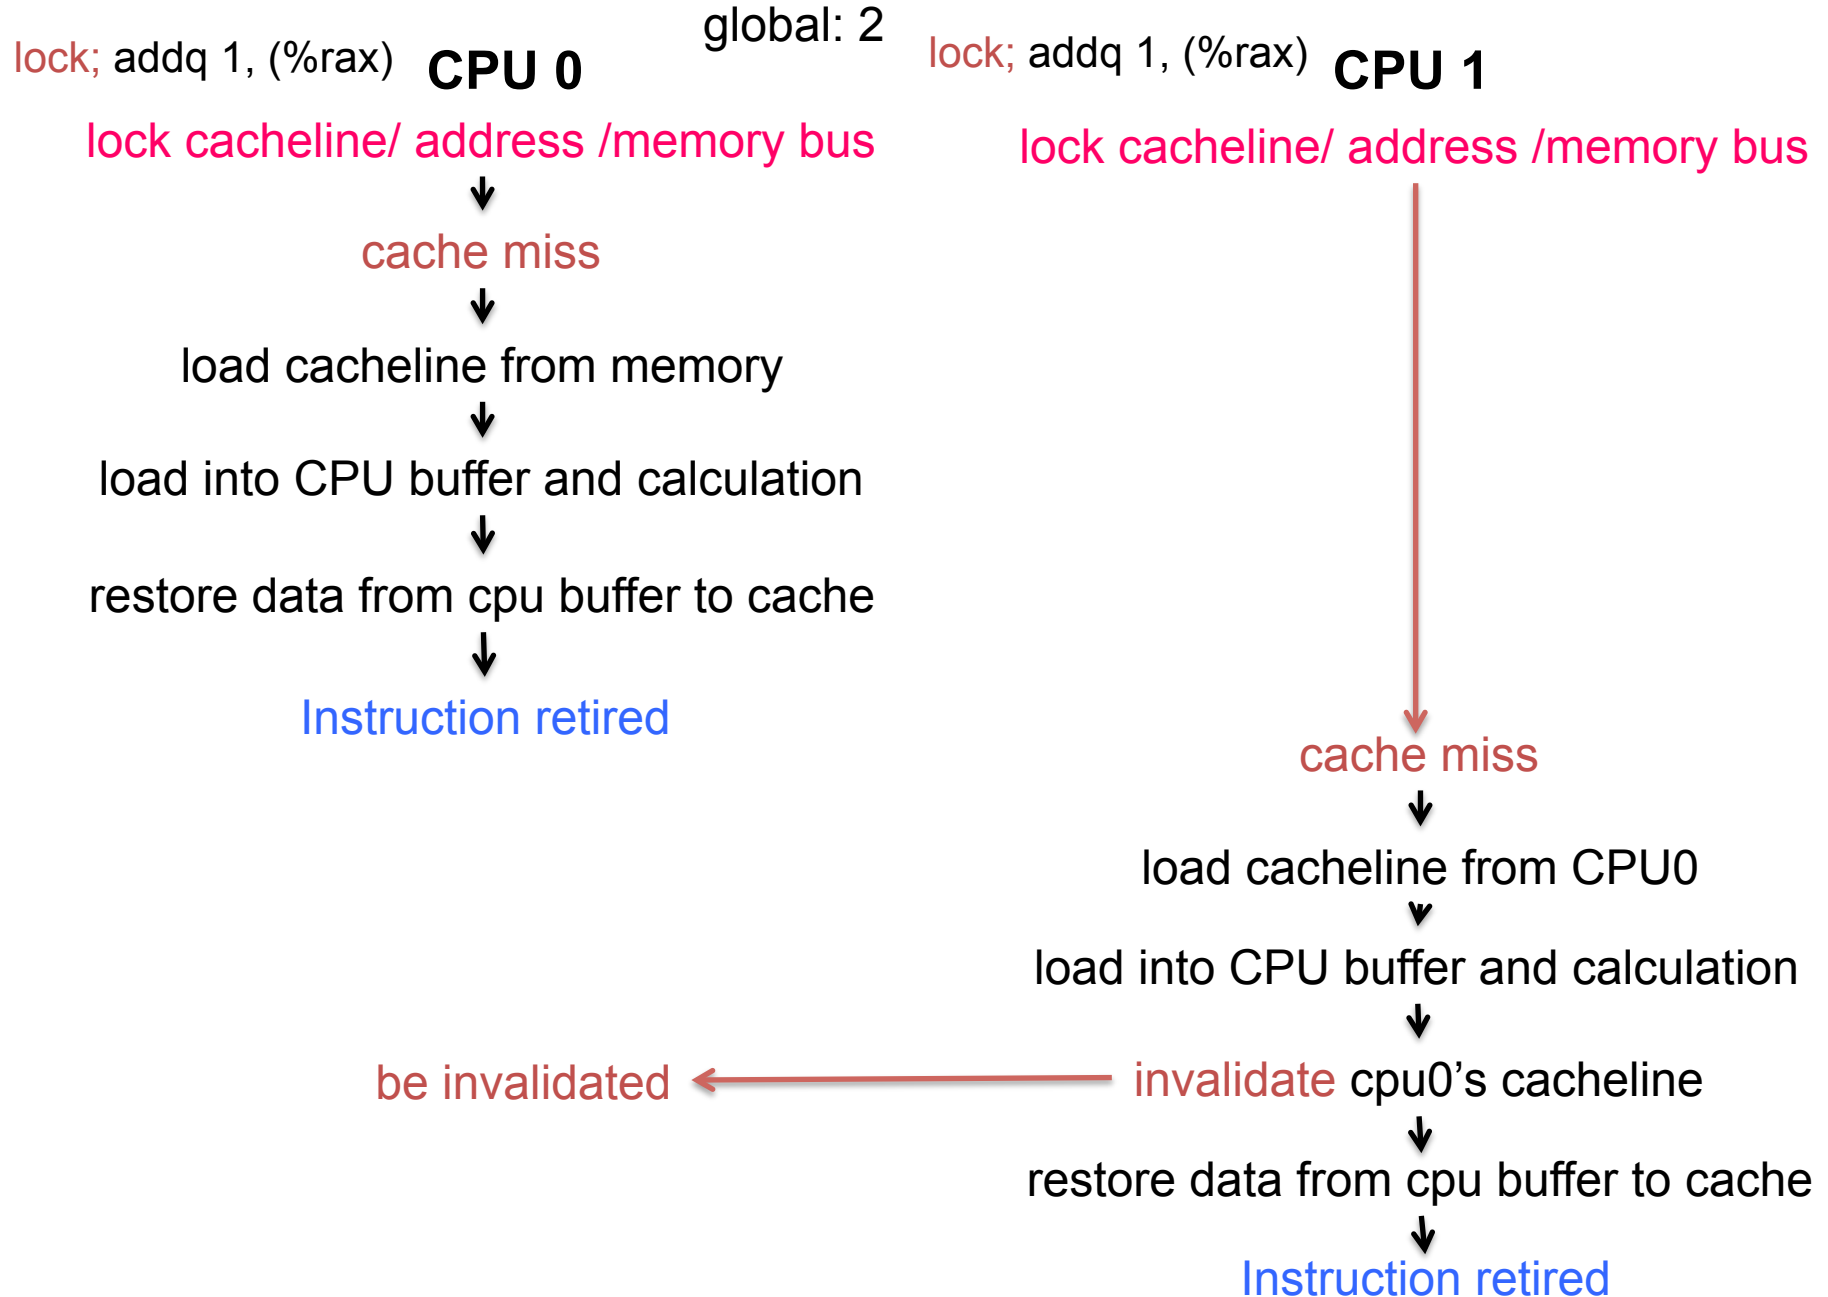 global: 2
lock; addq 1, (%rax) CPU 0
lock cacheline/ address /memory bus
cache miss
load cacheline from memory
load into CPU buffer and calculation
restore data from cpu buffer to cache
Instruction retired
be invalidated
lock; addq 1, (%rax) CPU 1
lock cacheline/ address /memory bus
cache miss
load cacheline from CPU0
load into CPU buffer and calculation
invalidate cpu0’s cacheline
restore data from cpu buffer to cache
Instruction retired